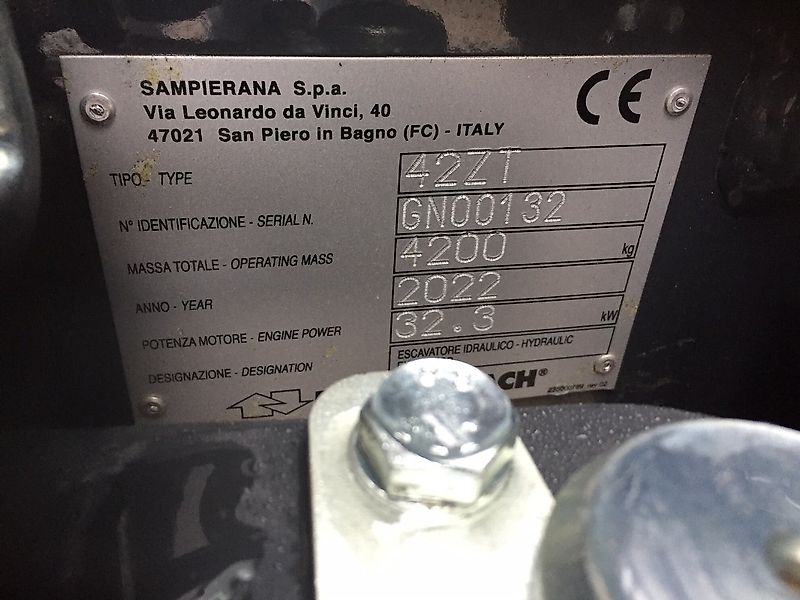 SAMPIERANA S.p.a.
Via Leonardo da Vinci, 40
47021 San Piero in Bagno (FC) - ITALY
CE
TIPO - TYPE 42ZT
N° IDENTIFICAZIONE - SERIAL N. GN00132
MASSA TOTALE - OPERATING MASS 4200 kg
ANNO - YEAR 2022
POTENZA MOTORE - ENGINE POWER 32.3 kW
DESIGNAZIONE - DESIGNATION ESCAVATORE IDRAULICO - HYDRAULIC